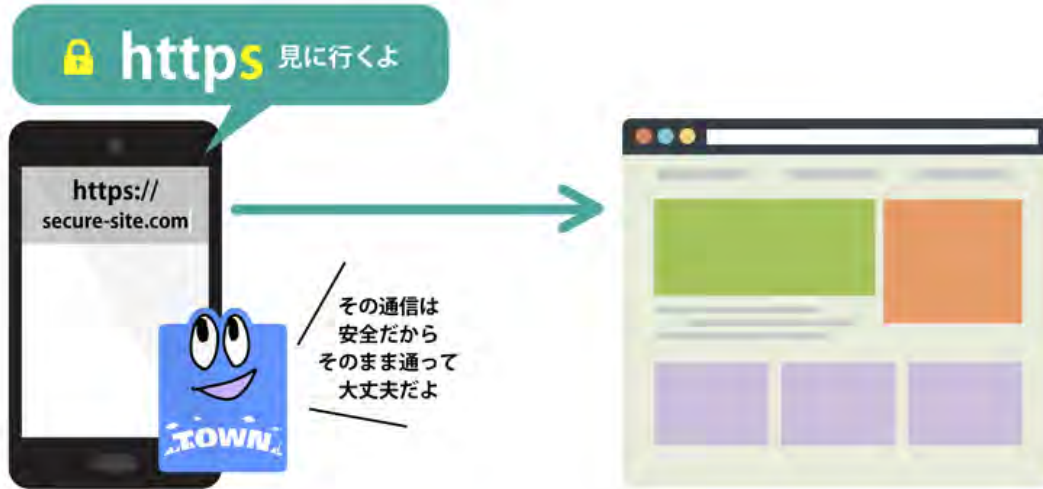 https 見に行くよ
https://
secure-site.com
その通信は
安全だから
そのまま通って
大丈夫だよ
TOWN